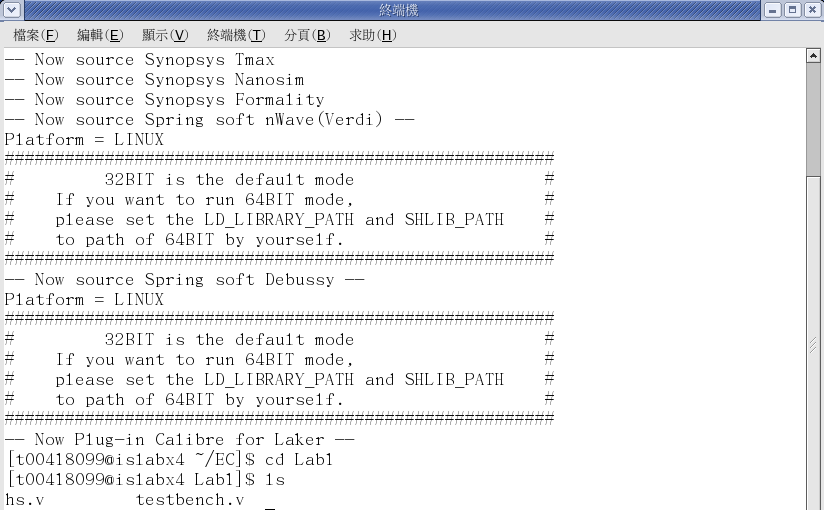 終端機
檔案(F) 編輯(E) 顯示(V) 終端機(T) 分頁(B) 求助(H)
-- Now source Synopsys Tmax
-- Now source Synopsys Nanosim
-- Now source Synopsys Formality
-- Now source Spring soft nWave(Verdi) --
Platform = LINUX
#######################################################
#         32BIT is the default mode                   #
#    If you want to run 64BIT mode,                   #
#    please set the LD_LIBRARY_PATH and SHLIB_PATH    #
#    to path of 64BIT by yourself.                    #
#######################################################
-- Now source Spring soft Debussy --
Platform = LINUX
#######################################################
#         32BIT is the default mode                   #
#    If you want to run 64BIT mode,                   #
#    please set the LD_LIBRARY_PATH and SHLIB_PATH    #
#    to path of 64BIT by yourself.                    #
#######################################################
-- Now Plug-in Calibre for Laker --
[t00418099@islabx4 ~/EC]$ cd Lab1
[t00418099@islabx4 Lab1]$ ls
hs.v         testbench.v